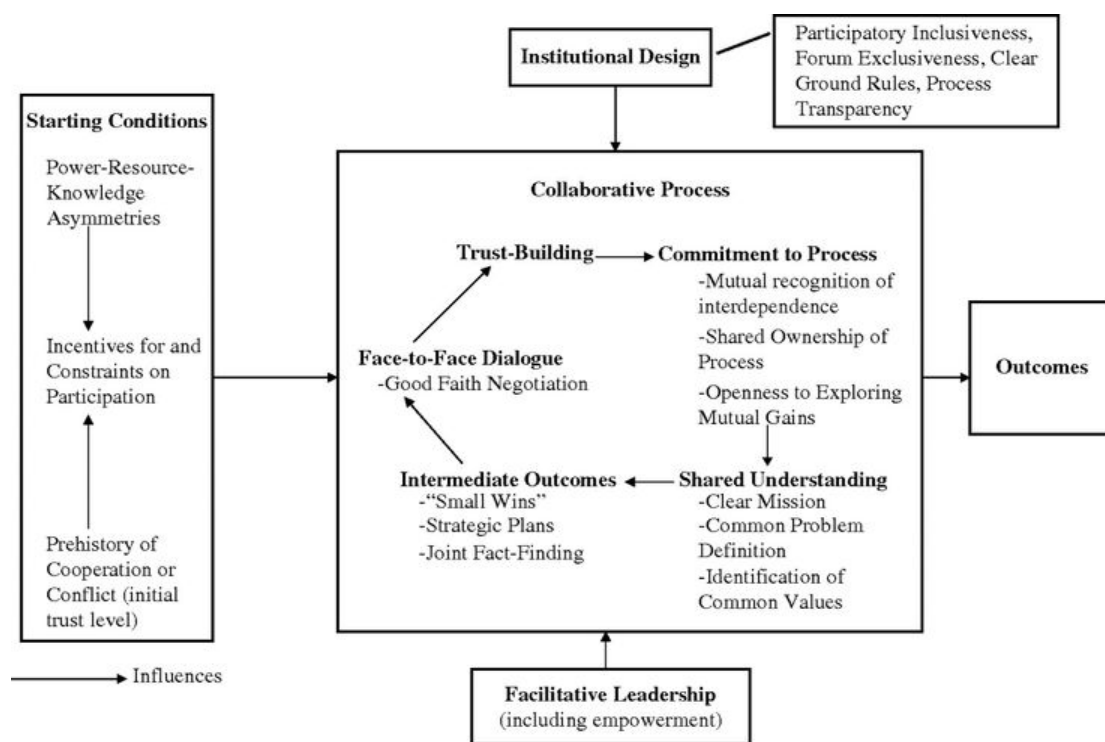 Institutional Design
Participatory Inclusiveness,
Forum Exclusiveness, Clear
Ground Rules, Process
Transparency
Starting Conditions
Power-Resource-
Knowledge
Asymmetries
Incentives for and
Constraints on
Participation
Prehistory of
Cooperation or
Conflict (initial
trust level)
Collaborative Process
Trust-Building
Commitment to Process
-Mutual recognition of
interdependence
-Shared Ownership of
Process
-Openness to Exploring
Mutual Gains
Face-to-Face Dialogue
-Good Faith Negotiation
Intermediate Outcomes
-“Small Wins”
-Strategic Plans
-Joint Fact-Finding
Shared Understanding
-Clear Mission
-Common Problem
Definition
-Identification of
Common Values
Outcomes
Influences
Facilitative Leadership
(including empowerment)